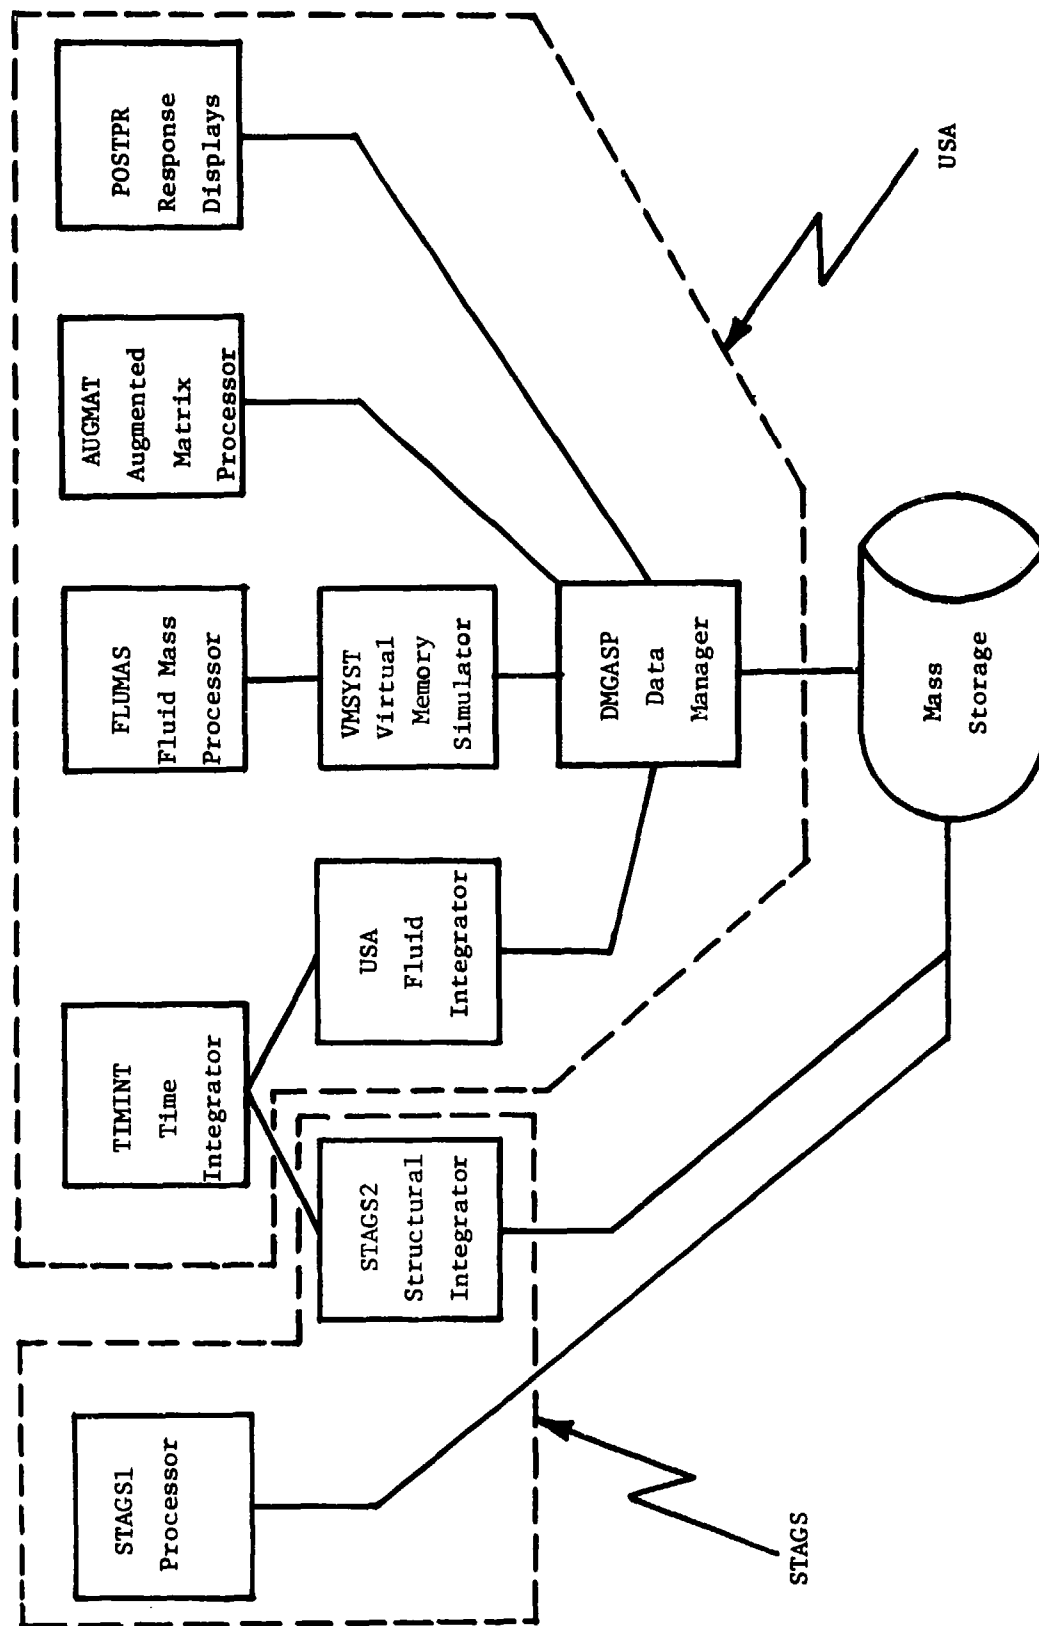 STAGS1
Processor
TIMINT
Time
Integrator
FLUMAS
Fluid Mass
Processor
AUGMAT
Augmented
Matrix
Processor
POSTPR
Response
Displays
STAGS2
Structural
Integrator
USA
Fluid
Integrator
VMSYST
Virtual
Memory
Simulator
DMGASP
Data
Manager
STAGS
Mass
Storage
USA